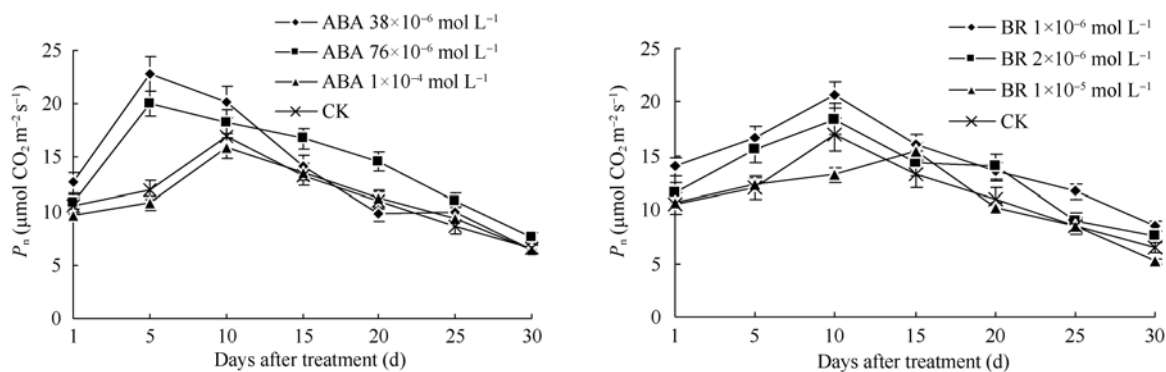 ABA 38×10⁻⁶ mol L⁻¹
ABA 76×10⁻⁶ mol L⁻¹
ABA 1×10⁻⁴ mol L⁻¹
CK
25
20
15
10
5
0
Pₙ (μmol CO₂ m⁻² s⁻¹)
1 5 10 15 20 25 30
Days after treatment (d)
BR 1×10⁻⁶ mol L⁻¹
BR 2×10⁻⁶ mol L⁻¹
BR 1×10⁻⁵ mol L⁻¹
CK
25
20
15
10
5
0
Pₙ (μmol CO₂ m⁻² s⁻¹)
1 5 10 15 20 25 30
Days after treatment (d)